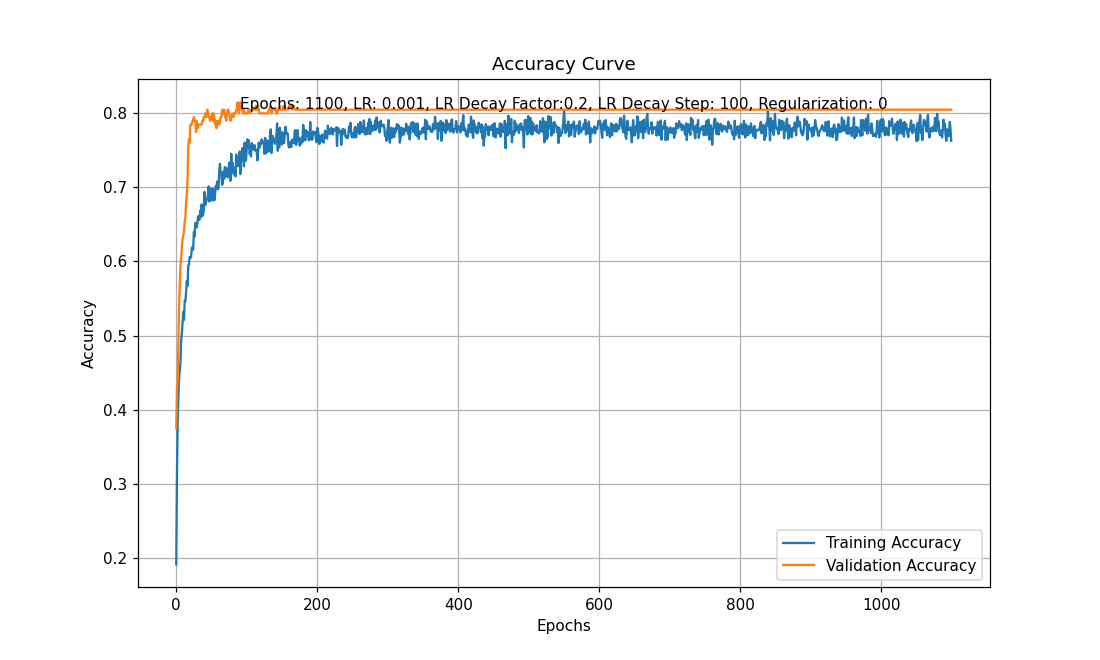 Accuracy Curve
Epochs: 1100, LR: 0.001, LR Decay Factor:0.2, LR Decay Step: 100, Regularization: 0
0.8
0.7
0.6
0.5
0.4
0.3
0.2
Accuracy
Training Accuracy
Validation Accuracy
0 200 400 600 800 1000
Epochs